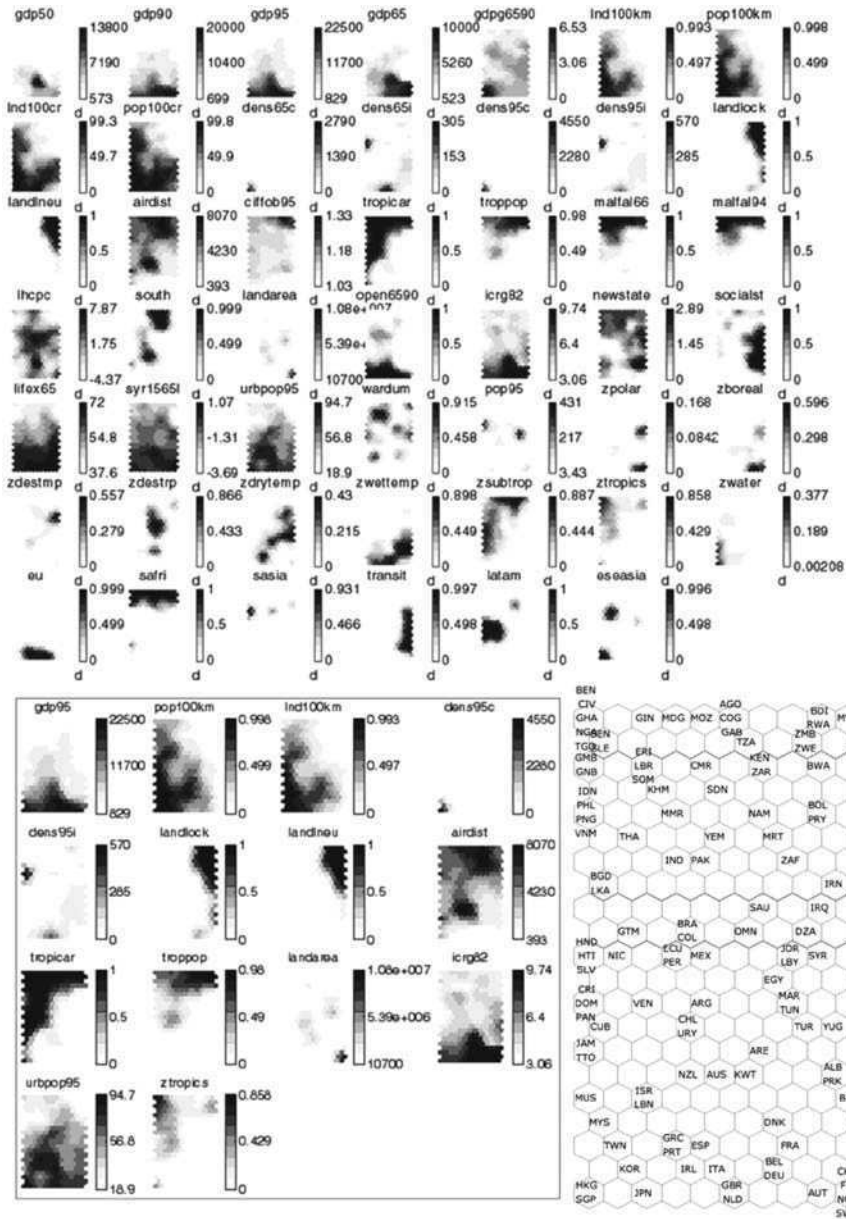 gdp50 gdp90 gdp95 gdp65 gdpg6590 lnd100km pop100km
13800 20000 22500 10000 6.53 0.993 0.998
7190 10400 11700 5260 3.06 0.497 0.499
573 699 829 523 0 0 0
d d d d d d d
lnd100cr pop100cr dens65c dens65i dens95c dens95i landlock
99.3 99.8 2790 305 4550 570 1
49.7 49.9 1390 153 2280 285 0.5
0 0 0 0 0 0 0
d d d d d d d
landlneu airdist ciffob95 tropicar troppop malfal66 malfal94
1 8070 1.33 1 0.98 1 1
0.5 4230 1.18 0.5 0.49 0.5 0.5
0 393 1.03 0 0 0 0
d d d d d d d
lhcpc south landarea open6590 icrg82 newstate socialst
7.87 0.999 1.08e+007 1 9.74 2.89 1
1.75 0.499 5.39e+ 0.5 6.4 1.45 0.5
-4.37 0 10700 0 3.06 0 0
d d d d d d d
lifex65 syr1565l urbpop95 wardum pop95 zpolar zboreal
72 1.07 94.7 0.915 431 0.168 0.596
54.8 -1.31 56.8 0.458 217 0.0842 0.298
37.6 -3.69 18.9 0 3.43 0 0
d d d d d d d
zdestmp zdestrp zdrytemp zwettemp zsubtrop ztropics zwater
0.557 0.866 0.43 0.898 0.887 0.858 0.377
0.279 0.433 0.215 0.449 0.444 0.429 0.189
0 0 0 0 0 0 0.00208
d d d d d d d
eu safri sasia transit latam eseasia
0.999 1 0.931 0.997 1 0.996
0.499 0.5 0.466 0.498 0.5 0.498
0 0 0 0 0 0
d d d d d d
gdp95 pop100km lnd100km dens95c
22500 0.998 0.993 4550
11700 0.499 0.497 2280
829 0 0 0
dens95i landlock landlneu airdist
570 1 1 8070
285 0.5 0.5 4230
0 0 0 393
tropicar troppop landarea icrg82
1 0.98 1.08e+007 9.74
0.5 0.49 5.39e+006 6.4
0 0 10700 3.06
urbpop95 ztropics
94.7 0.858
56.8 0.429
18.9 0
BEN
CIV AGO BDI
GHA GIN MDG MOZ COG RWA
NGA SEN GAB ZMB
TGO SLE TZA ZWE
GMB ERI KEN
GNB LBR CMR ZAR BWA
SOM
IDN KHM SDN
PHL BOL
PNG MMR NAM PRY
VNM THA YEM MRT
IND PAK ZAF
BGD IRN
LKA
SAU IRQ
BRA
GTM COL OMN DZA
HND ECU JOR
HTI NIC PER MEX LBY SYR
SLV
EGY
CRI MAR
DOM VEN ARG TUN
PAN CHL
CUB URY TUR YUG
JAM ARE
TTO ALB
NZL AUS KWT PRK
ISR
MUS LBN
MYS DNK
GRC
TWN PRT ESP FRA
BEL
KOR IRL ITA DEU
HKG GBR
SGP JPN NLD AUT